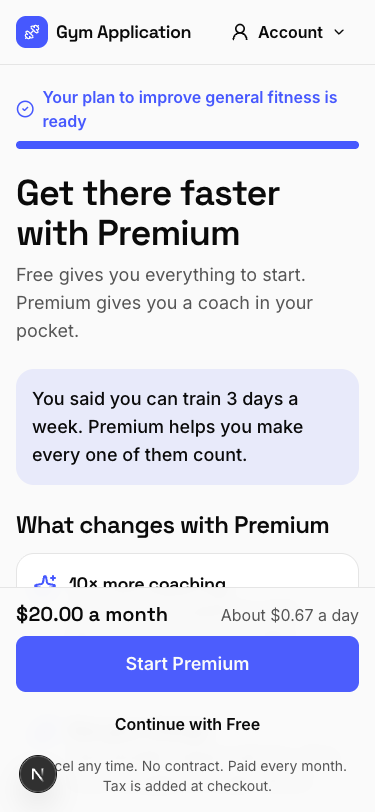 Gym Application
Account
Your plan to improve general fitness is
ready
Get there faster
with Premium
Free gives you everything to start.
Premium gives you a coach in your
pocket.
You said you can train 3 days a
week. Premium helps you make
every one of them count.
What changes with Premium
10× more coaching
$20.00 a month
About $0.67 a day
Start Premium
Continue with Free
any time. No contract. Paid every month.
Tax is added at checkout.
N